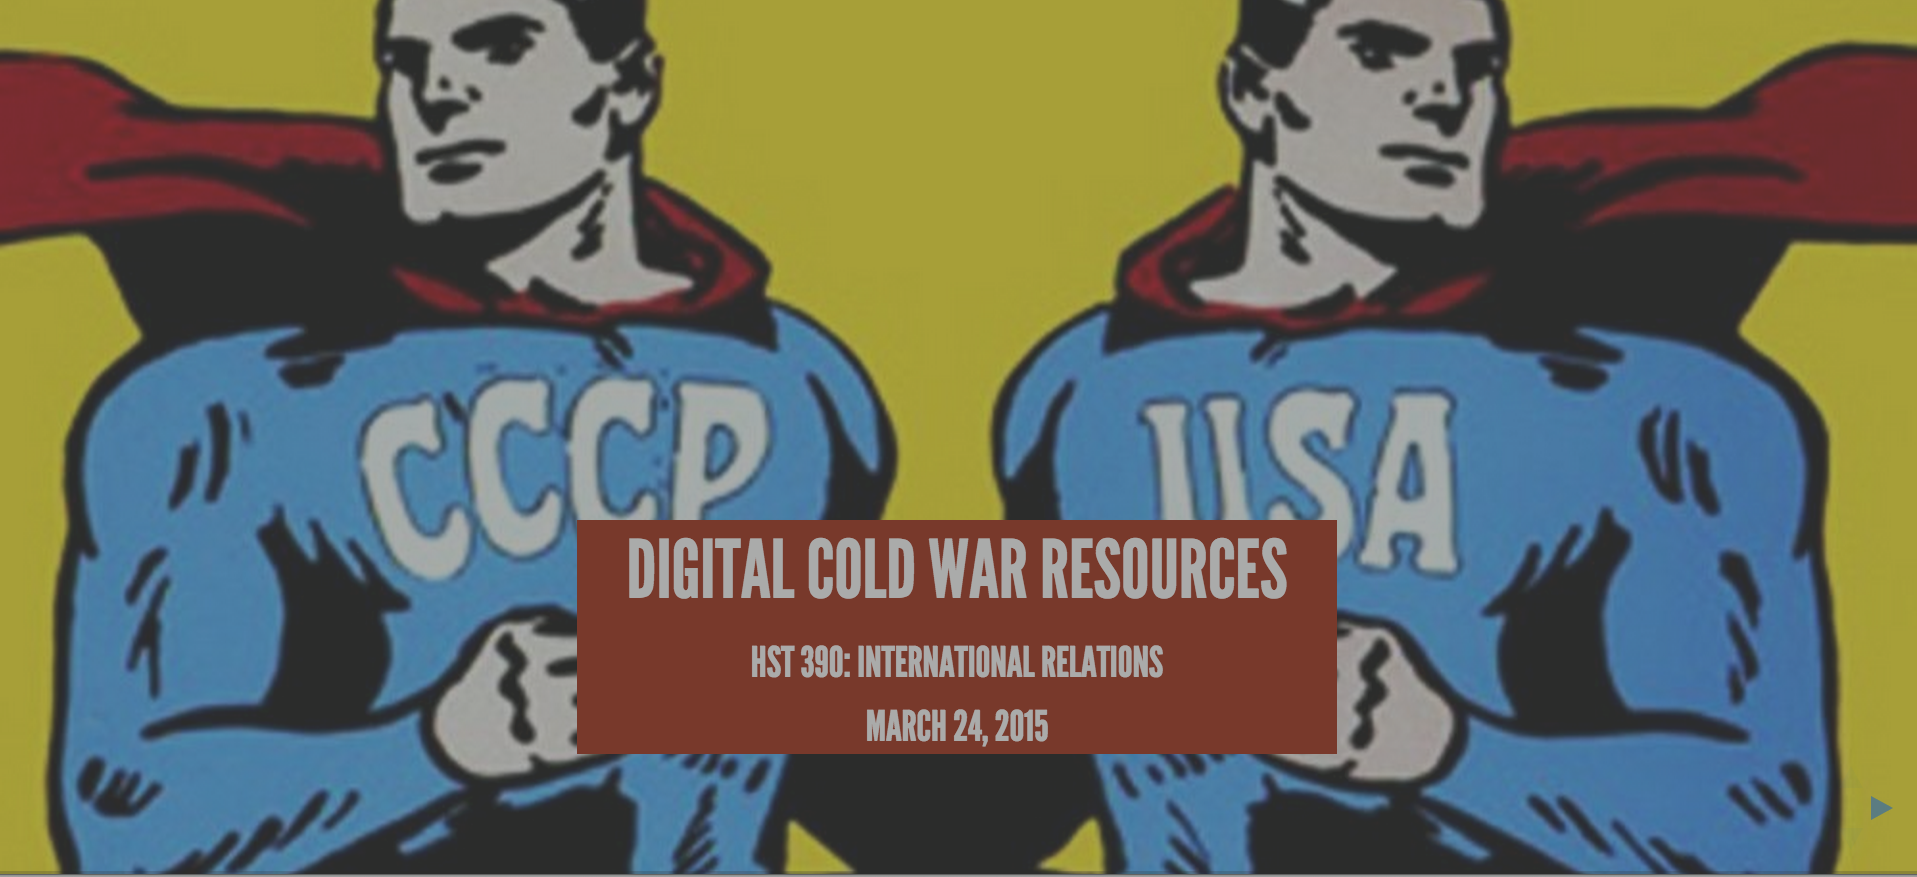 CCCP
USA
DIGITAL COLD WAR RESOURCES
HST 390: INTERNATIONAL RELATIONS
MARCH 24, 2015